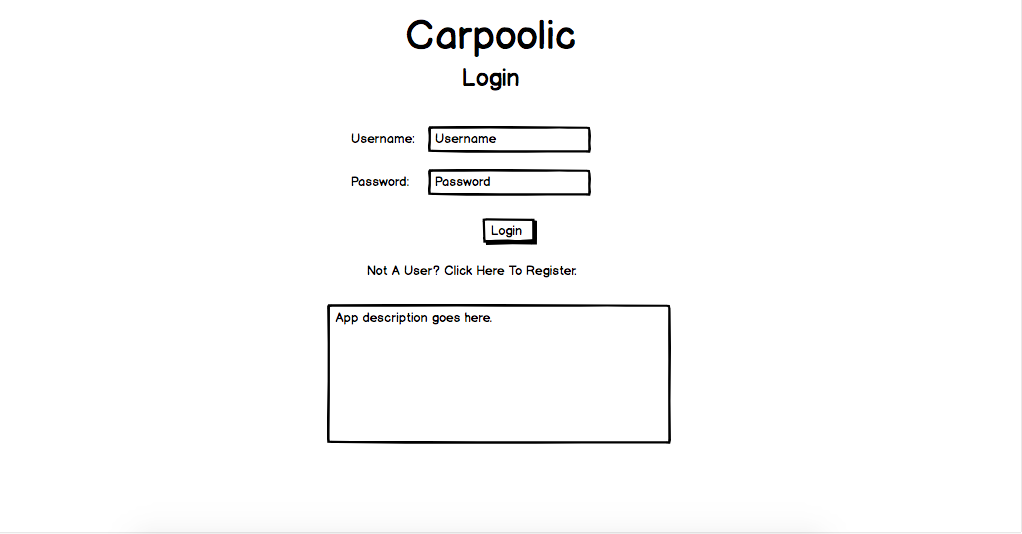 Carpoolic
Login
Username: Username
Password: Password
Login
Not A User? Click Here To Register.
App description goes here.